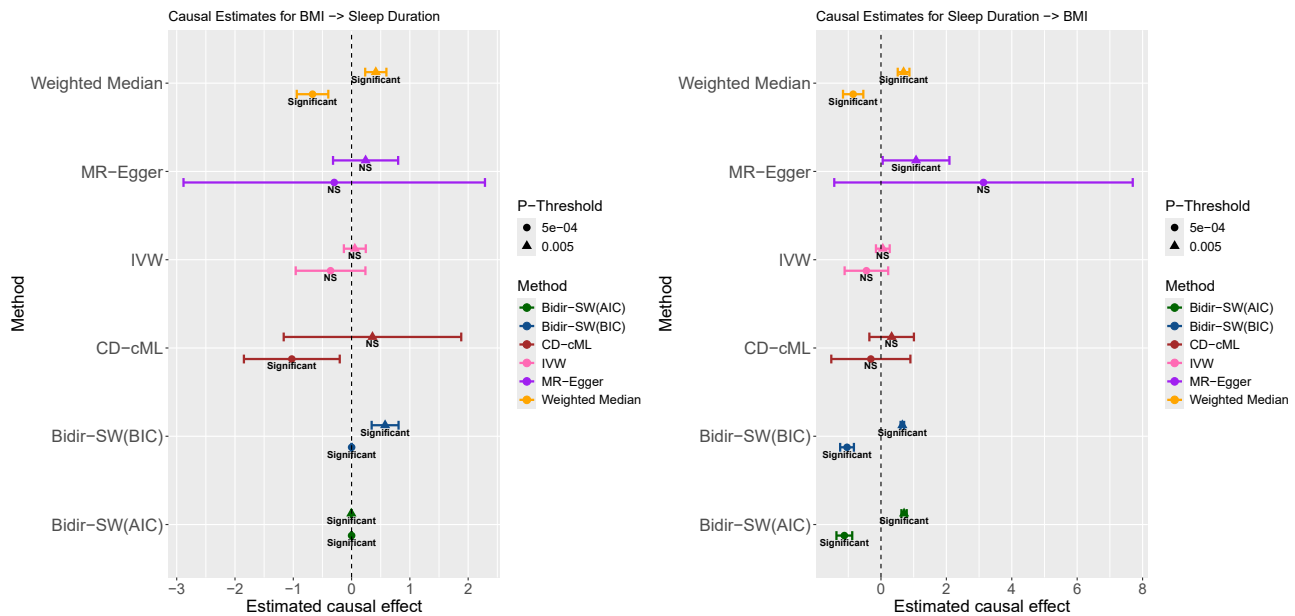 Causal Estimates for BMI −> Sleep Duration
Method
Weighted Median
MR−Egger
IVW
CD−cML
Bidir−SW(BIC)
Bidir−SW(AIC)
Significant
Significant
NS
NS
NS
NS
NS
Significant
Significant
Significant
Significant
Significant
−3 −2 −1 0 1 2
Estimated causal effect
P−Threshold
5e−04
0.005
Method
Bidir−SW(AIC)
Bidir−SW(BIC)
CD−cML
IVW
MR−Egger
Weighted Median
Causal Estimates for Sleep Duration −> BMI
Method
Weighted Median
MR−Egger
IVW
CD−cML
Bidir−SW(BIC)
Bidir−SW(AIC)
Significant
Significant
Significant
NS
NS
NS
NS
NS
Significant
Significant
Significant
Significant
0 2 4 6 8
Estimated causal effect
P−Threshold
5e−04
0.005
Method
Bidir−SW(AIC)
Bidir−SW(BIC)
CD−cML
IVW
MR−Egger
Weighted Median